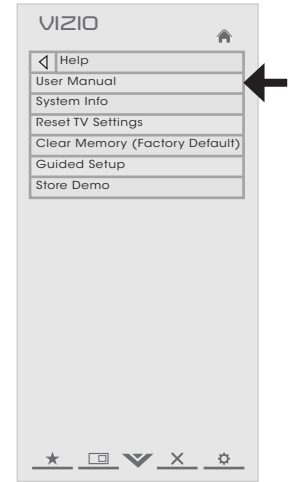 VIZIO
Help
User Manual
System Info
Reset TV Settings
Clear Memory (Factory Default)
Guided Setup
Store Demo